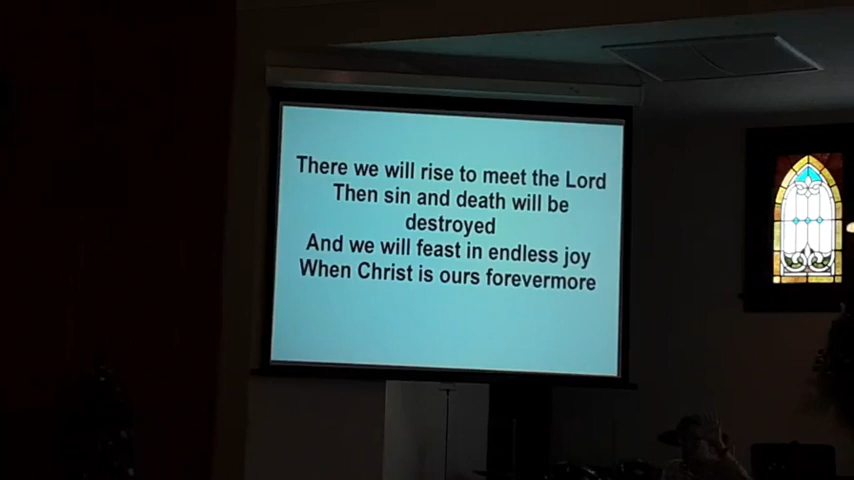 There we will rise to meet the Lord
Then sin and death will be
destroyed
And we will feast in endless joy
When Christ is ours forevermore